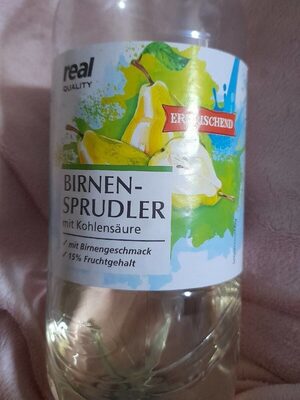 real
QUALITY
ERFRISCHEND
BIRNEN-
SPRUDLER
mit Kohlensäure
✓ mit Birnengeschmack
✓ 15% Fruchtgehalt